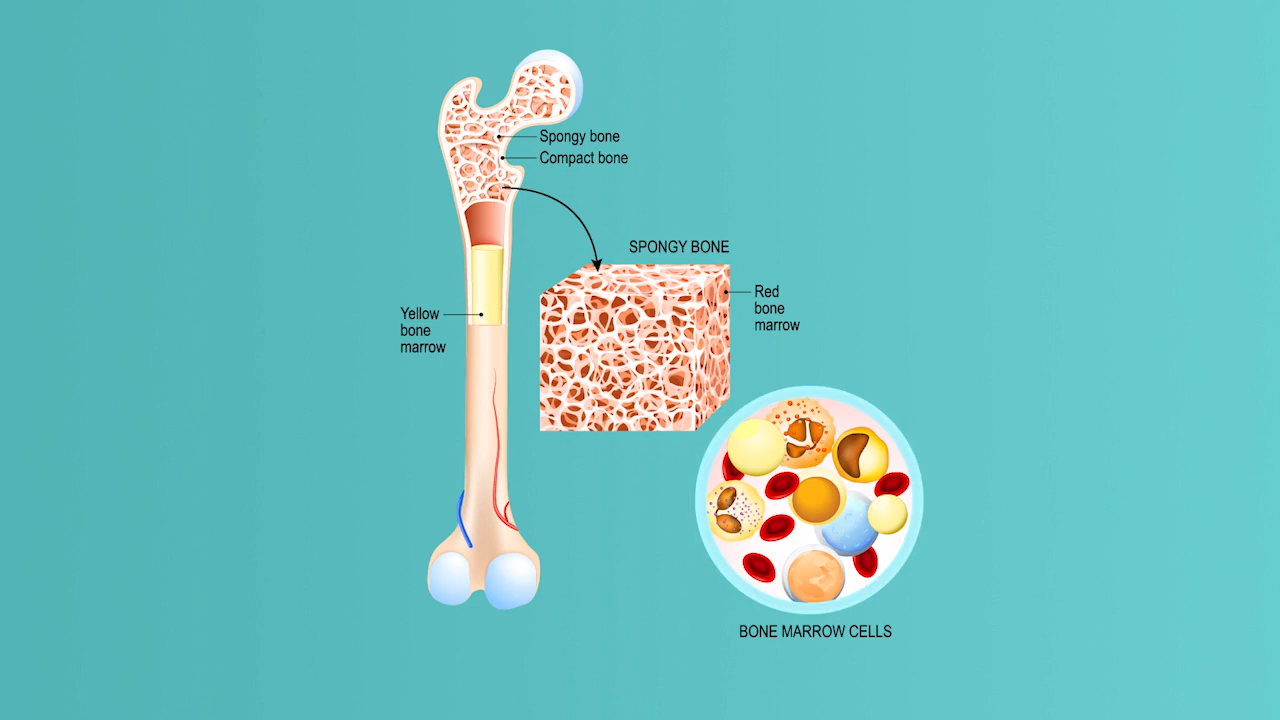 Spongy bone
Compact bone
SPONGY BONE
Red
bone
marrow
Yellow
bone
marrow
BONE MARROW CELLS